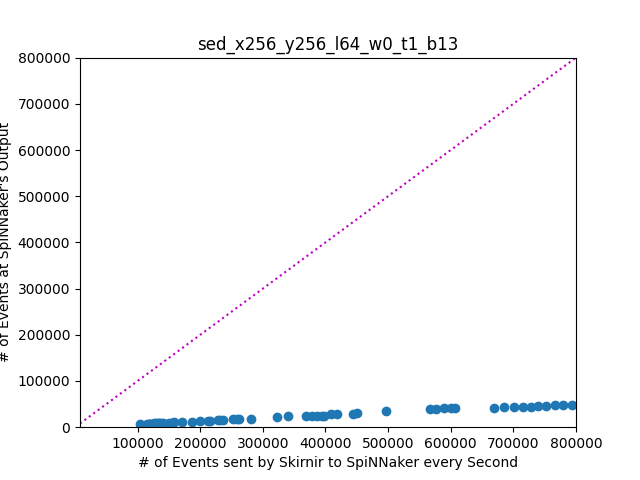 sed_x256_y256_l64_w0_t1_b13
# of Events at SpiNNaker's Output
800000
700000
600000
500000
400000
300000
200000
100000
0
100000 200000 300000 400000 500000 600000 700000 800000
# of Events sent by Skirnir to SpiNNaker every Second